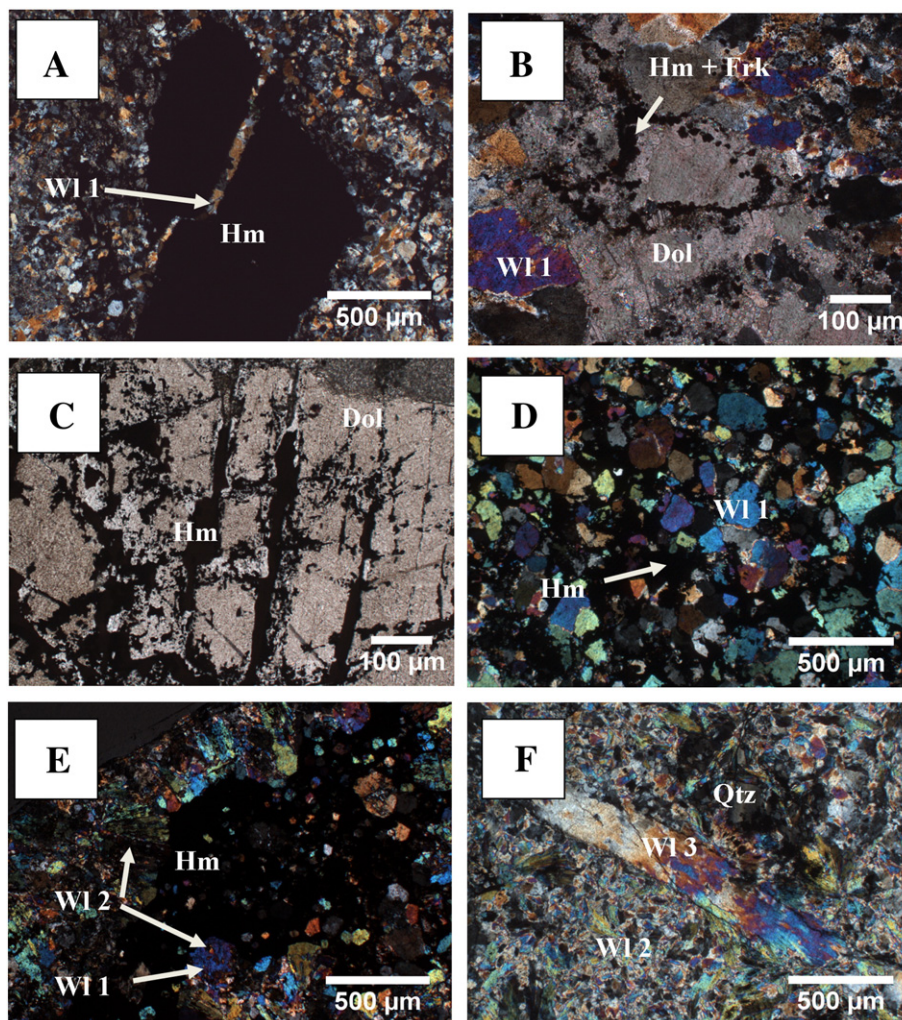 A
Wl 1
Hm
500 µm
B
Hm + Frk
Wl 1
Dol
100 µm
C
Dol
Hm
100 µm
D
Wl 1
Hm
500 µm
E
Hm
Wl 2
Wl 1
500 µm
F
Qtz
Wl 3
Wl 2
500 µm